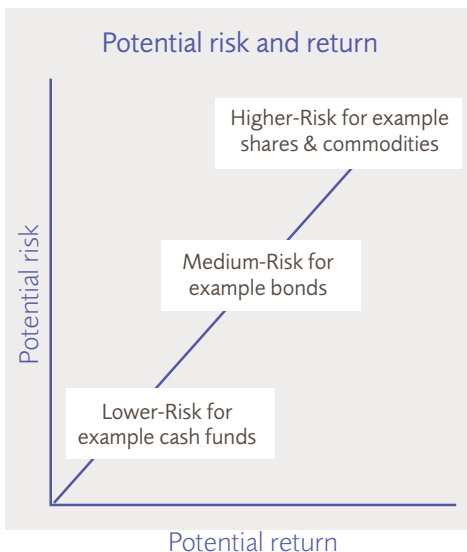 Potential risk and return
Higher-Risk for example
shares & commodities
Potential risk
Medium-Risk for
example bonds
Lower-Risk for
example cash funds
Potential return